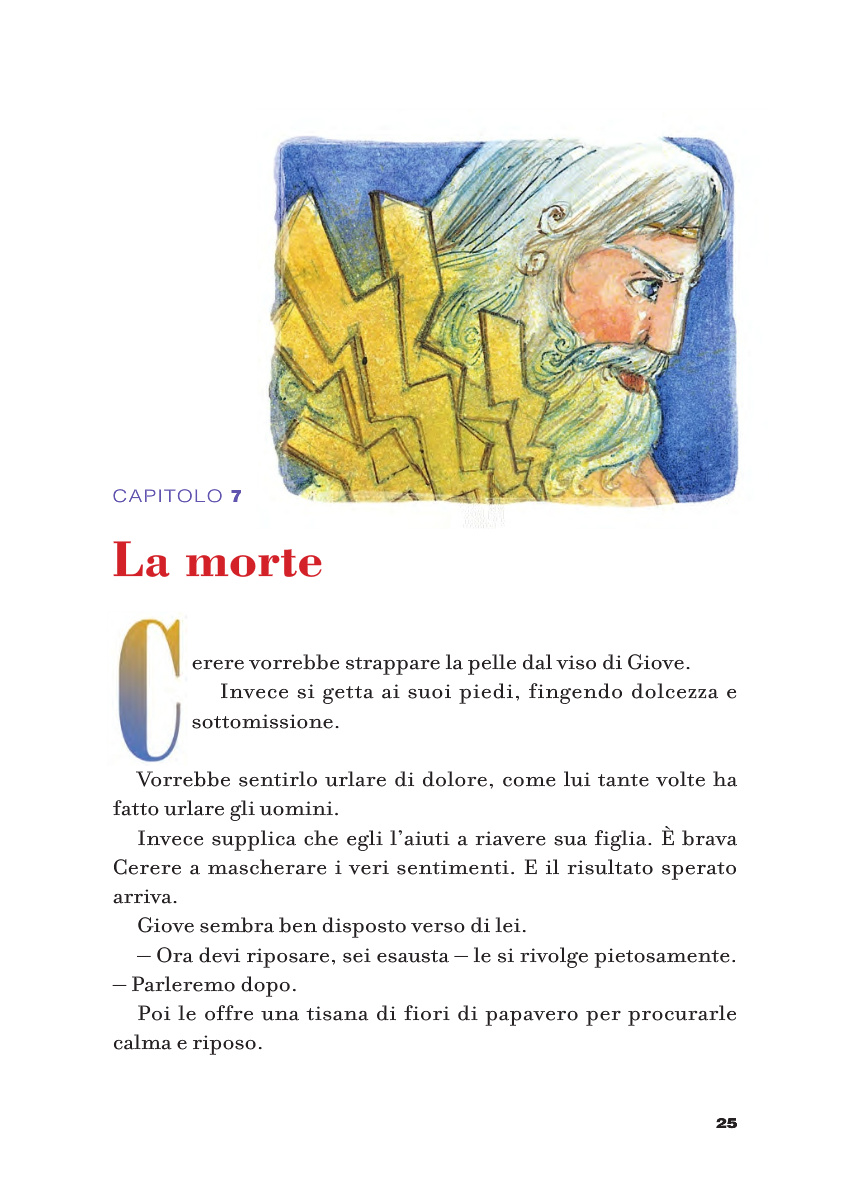 CAPITOLO 7
La morte
Cerere vorrebbe strappare la pelle dal viso di Giove.
Invece si getta ai suoi piedi, fingendo dolcezza e
sottomissione.
Vorrebbe sentirlo urlare di dolore, come lui tante volte ha
fatto urlare gli uomini.
Invece supplica che egli l’aiuti a riavere sua figlia. È brava
Cerere a mascherare i veri sentimenti. E il risultato sperato
arriva.
Giove sembra ben disposto verso di lei.
– Ora devi riposare, sei esausta – le si rivolge pietosamente.
– Parleremo dopo.
Poi le offre una tisana di fiori di papavero per procurarle
calma e riposo.
25